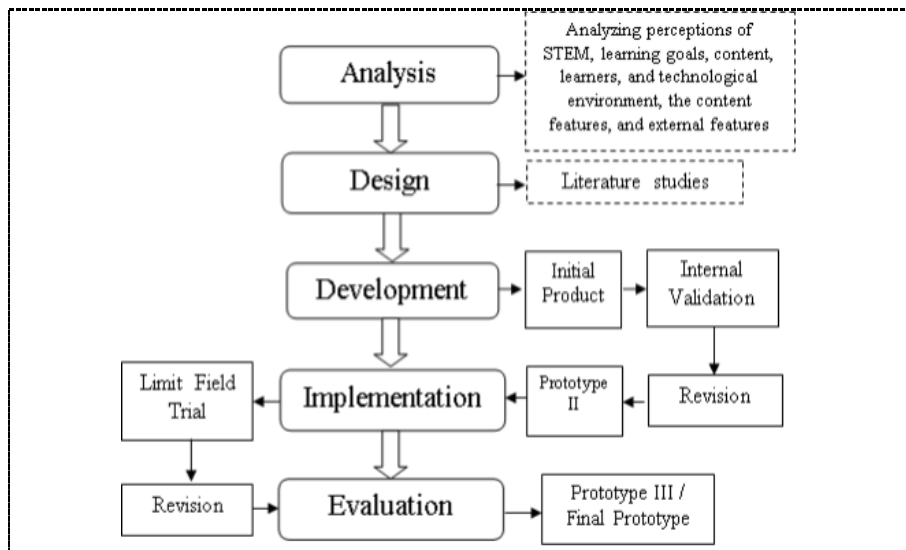 Analysis
Analyzing perceptions of
STEM, learning goals, content,
learners, and technological
environment, the content
features, and external features
Design
Literature studies
Development
Initial
Product
Internal
Validation
Limit Field
Trial
Implementation
Prototype
II
Revision
Revision
Evaluation
Prototype III /
Final Prototype